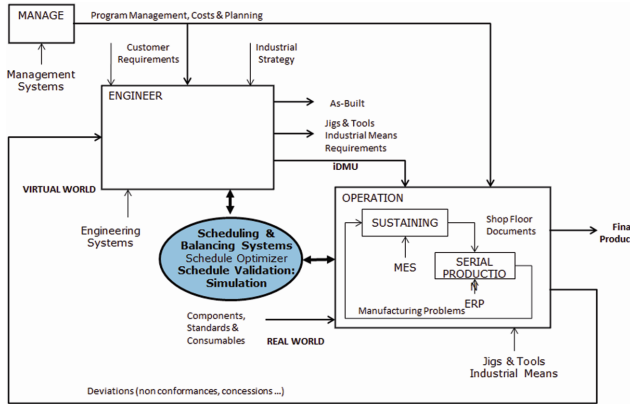 MANAGE
Program Management, Costs & Planning
Management
Systems
Customer
Requirements
Industrial
Strategy
ENGINEER
As-Built
Jigs & Tools
Industrial Means
Requirements
iDMU
VIRTUAL WORLD
Engineering
Systems
Scheduling &
Balancing Systems
Schedule Optimizer
Schedule Validation:
Simulation
OPERATION
SUSTAINING
Shop Floor
Documents
MES
SERIAL
PRODUCTIO
ERP
Manufacturing Problems
Fina
Produc
Components,
Standards &
Consumables
REAL WORLD
Jigs & Tools
Industrial Means
Deviations (non conformances, concessions ...)